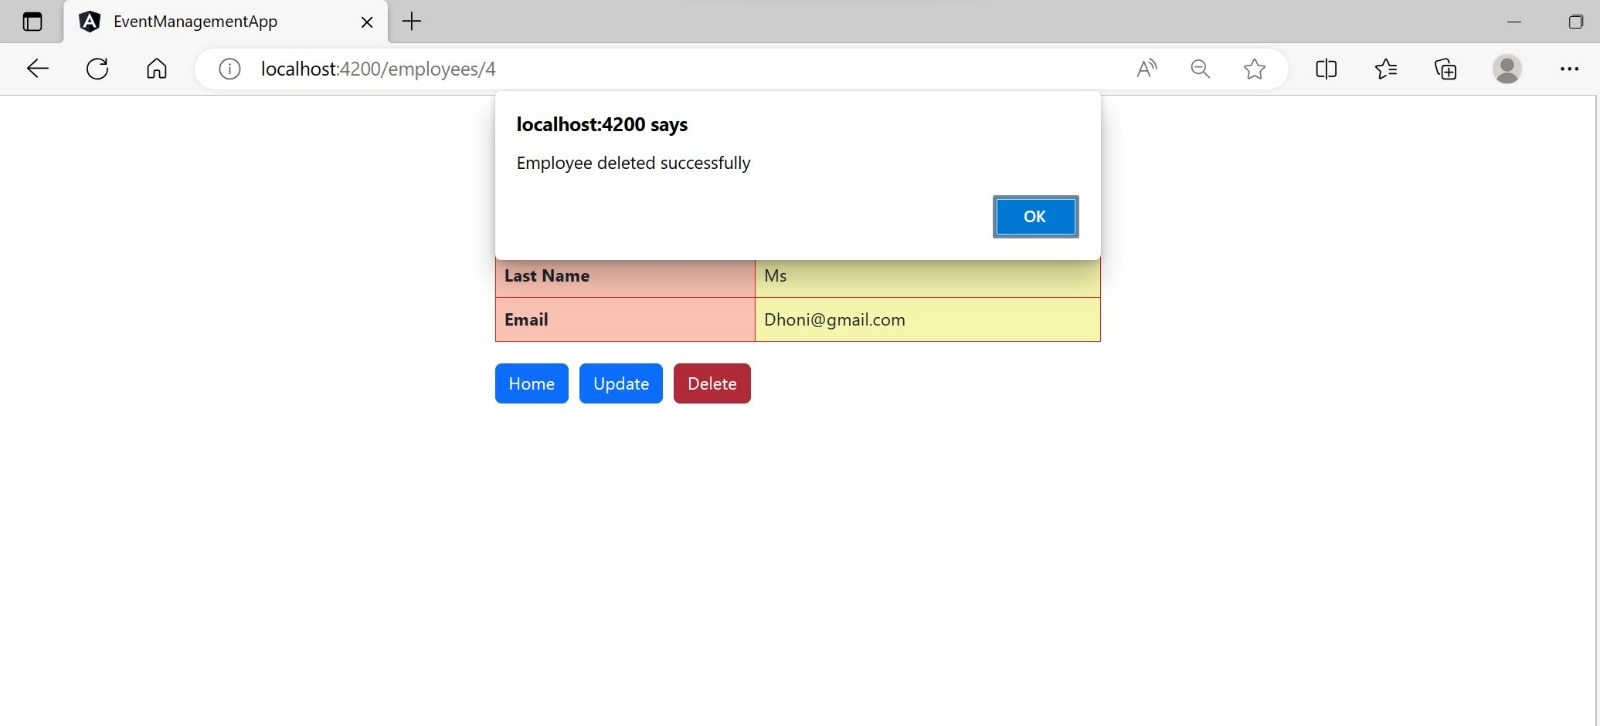 EventManagementApp
localhost:4200/employees/4
localhost:4200 says
Employee deleted successfully
OK
Last Name Ms
Email Dhoni@gmail.com
Home Update Delete